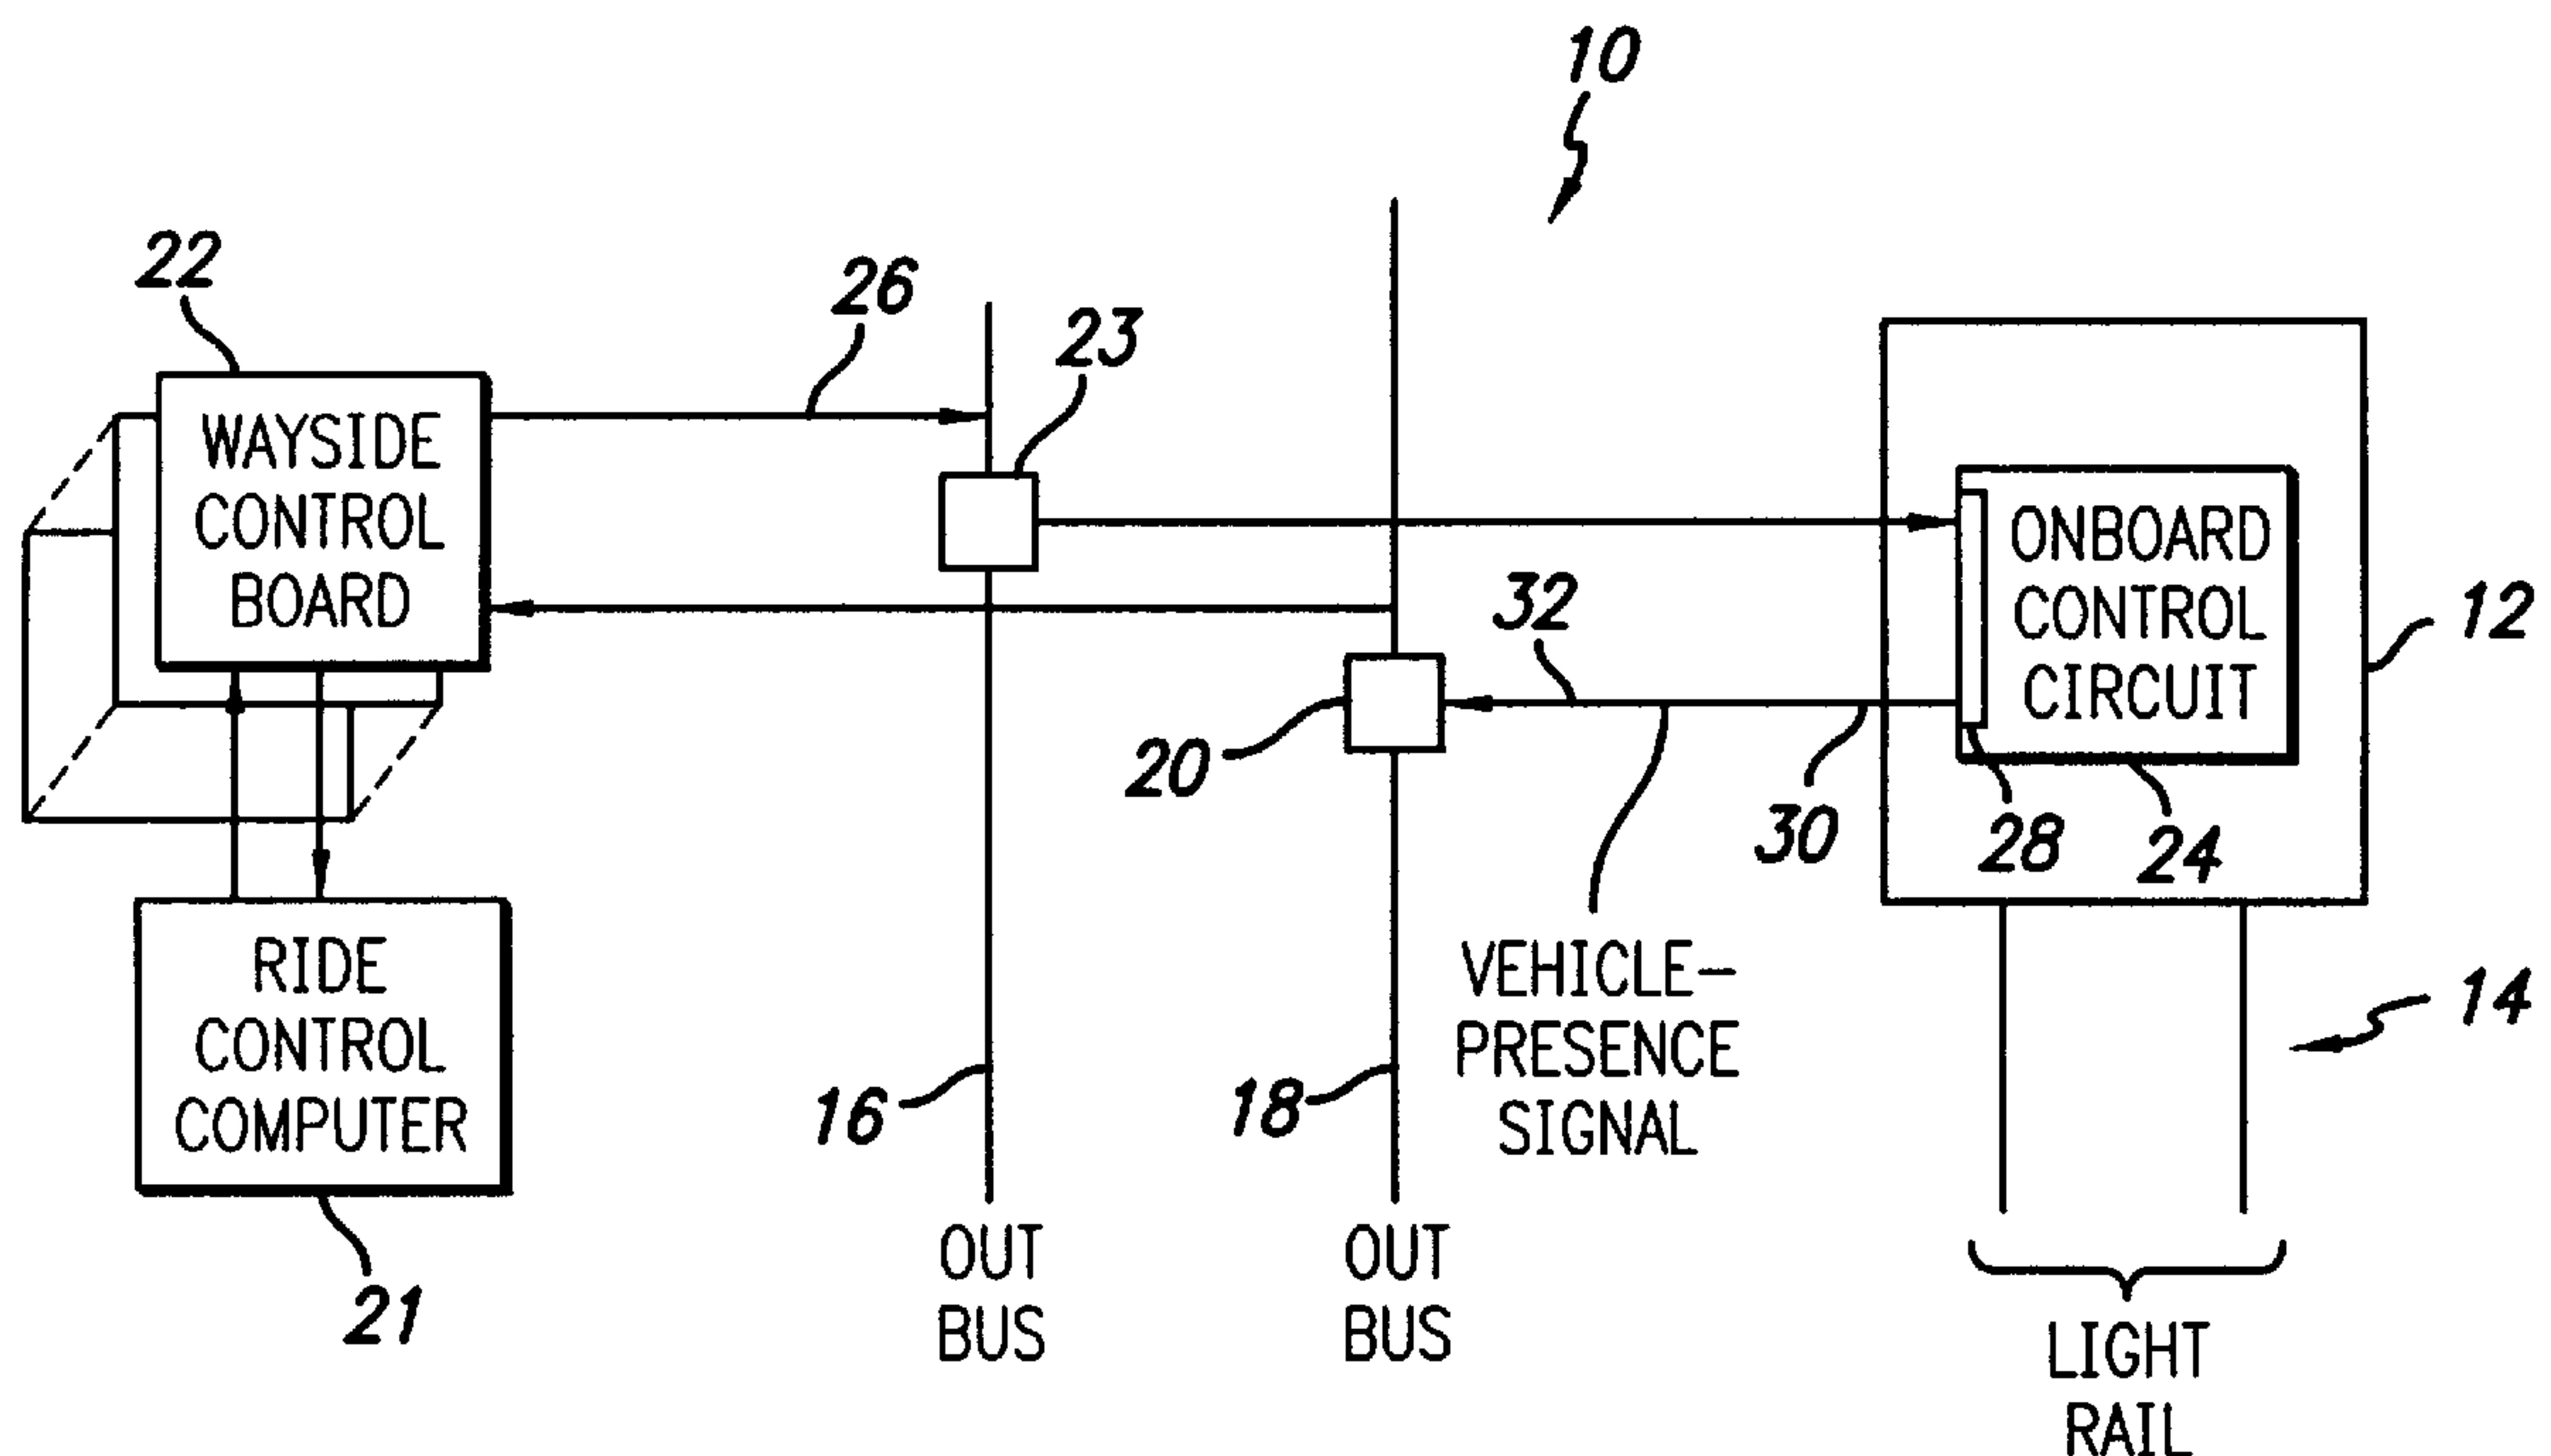 10
22
26
23
WAYSIDE
CONTROL
BOARD
ONBOARD
CONTROL
CIRCUIT
32
12
20
30
28
24
RIDE
CONTROL
COMPUTER
VEHICLE-
PRESENCE
SIGNAL
14
16
18
21
OUT
BUS
OUT
BUS
LIGHT
RAIL